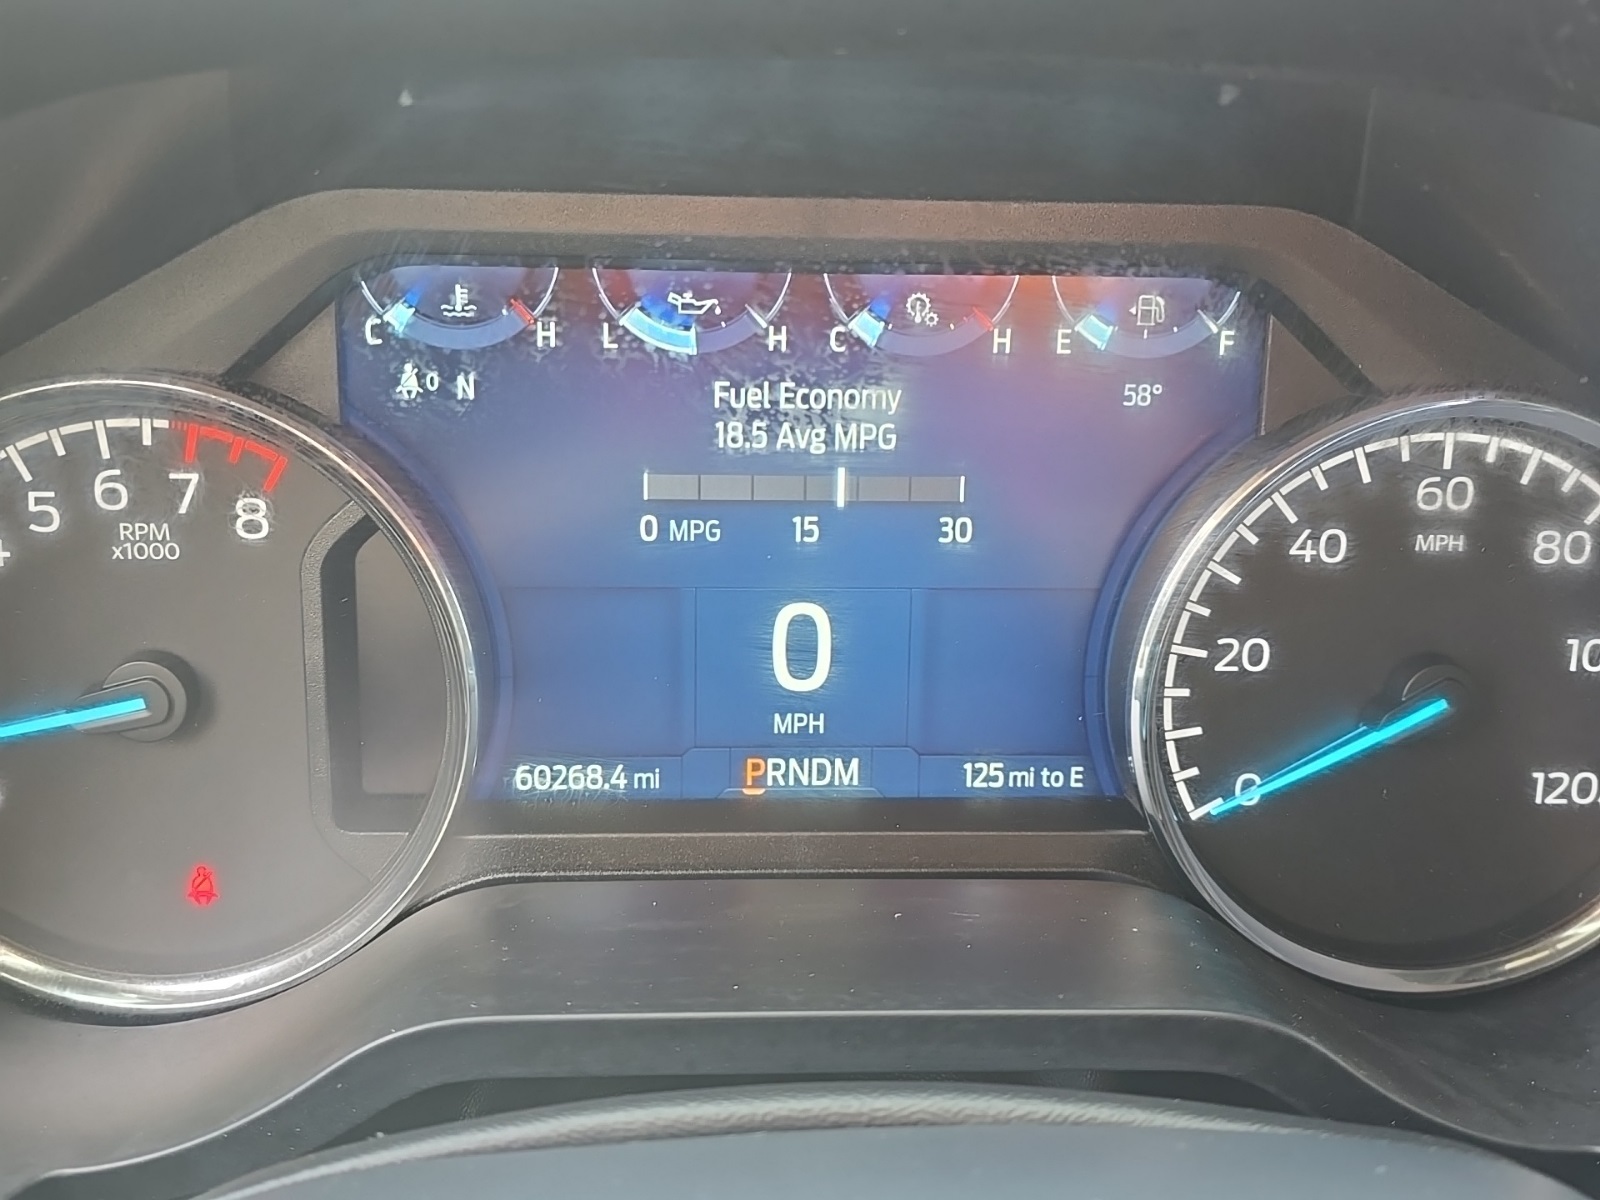 C H L H C H E F
0 N
58°
Fuel Economy
18.5 Avg MPG
0 MPG 15 30
5 6 7 8
RPM
x1000
0
MPH
60268.4 mi
PRNDM
125 mi to E
0 20 40 60 80
MPH
120